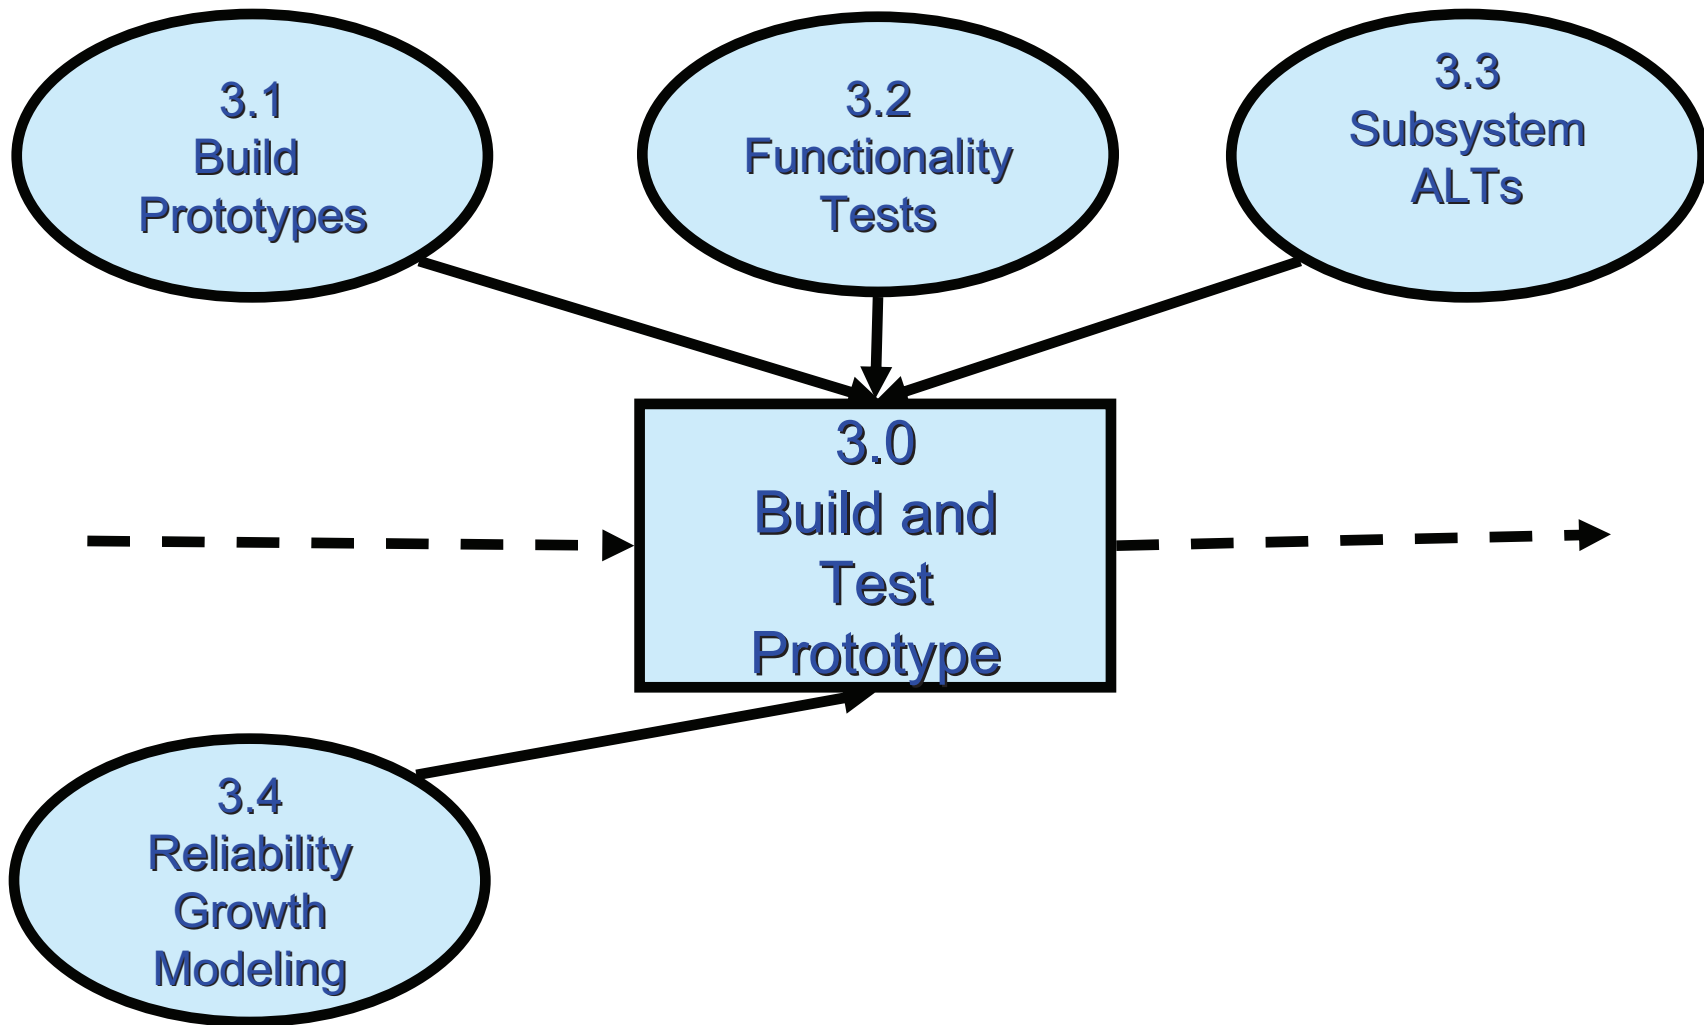 3.1
Build
Prototypes
3.2
Functionality
Tests
3.3
Subsystem
ALTs
3.0
Build and
Test
Prototype
3.4
Reliability
Growth
Modeling